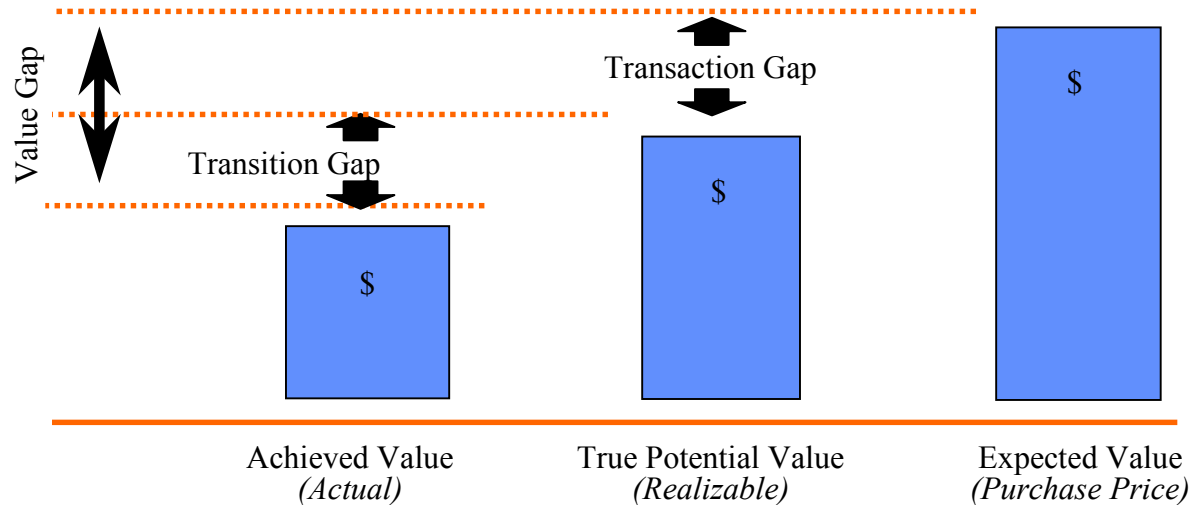 Value Gap
Transaction Gap
Transition Gap
$
$
$
Achieved Value
(Actual)
True Potential Value
(Realizable)
Expected Value
(Purchase Price)